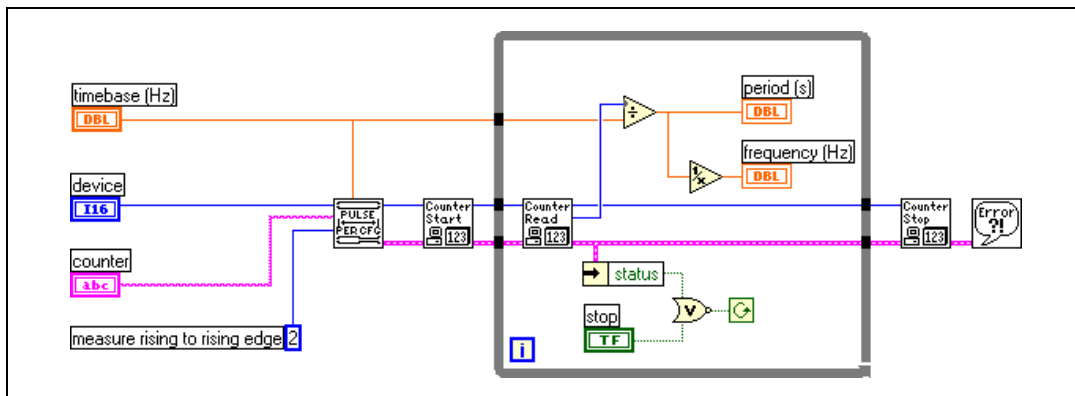 timebase (Hz)
DBL
device
I16
counter
abc
measure rising to rising edge 2
PULSE
PER CFG
Counter
Start
123
Counter
Read
123
÷
1/x
period (s)
DBL
frequency (Hz)
DBL
status
stop
TF
V
i
Counter
Stop
123
Error
?!